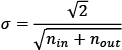 σ = √2 / √(n_in + n_out)